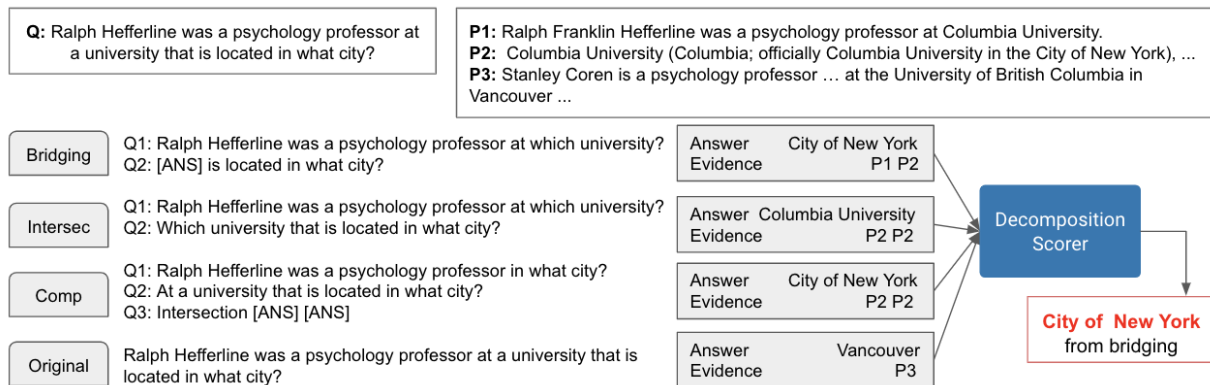 Q: Ralph Hefferline was a psychology professor at
a university that is located in what city?
P1: Ralph Franklin Hefferline was a psychology professor at Columbia University.
P2: Columbia University (Columbia; officially Columbia University in the City of New York), ...
P3: Stanley Coren is a psychology professor ... at the University of British Columbia in
Vancouver ...
Bridging
Q1: Ralph Hefferline was a psychology professor at which university?
Q2: [ANS] is located in what city?
Answer City of New York
Evidence P1 P2
Intersec
Q1: Ralph Hefferline was a psychology professor at which university?
Q2: Which university that is located in what city?
Answer Columbia University
Evidence P2 P2
Comp
Q1: Ralph Hefferline was a psychology professor in what city?
Q2: At a university that is located in what city?
Q3: Intersection [ANS] [ANS]
Answer City of New York
Evidence P2 P2
Original
Ralph Hefferline was a psychology professor at a university that is
located in what city?
Answer Vancouver
Evidence P3
Decomposition
Scorer
City of New York
from bridging